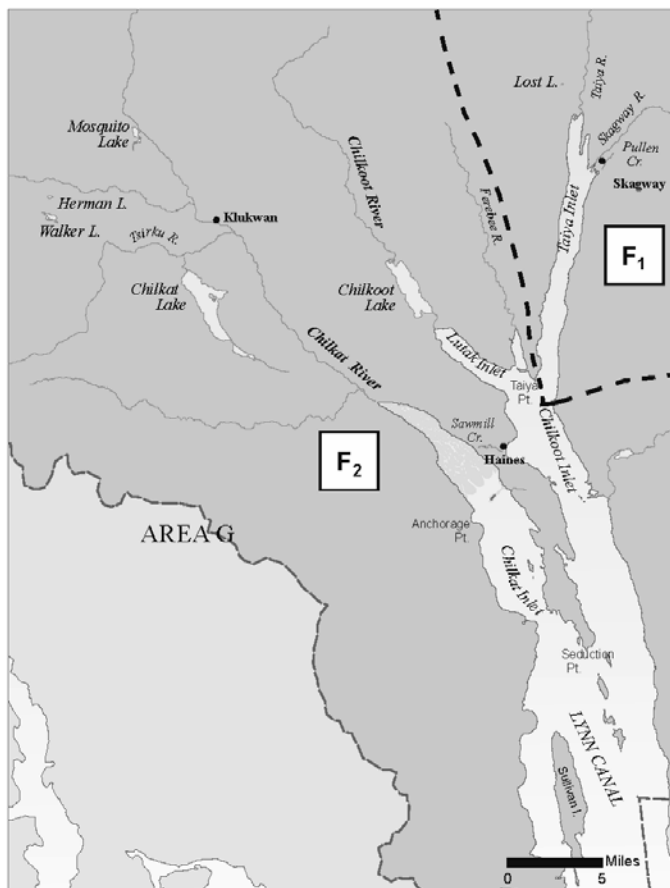 Lost L.
Taiya R.
Skagway R.
Pullen
Cr.
Skagway
Mosquito
Lake
Chilkoot River
Ferebee R.
Taiya Inlet
Herman L.
Klukwan
Walker L.
Tsirku R.
F1
Chilkat
Lake
Chilkoot
Lake
Chilkat River
Lutak Inlet
Taiya
Pt.
Sawmill
Cr.
Haines
Chilkoot Inlet
F2
AREA G
Anchorage
Pt.
Chilkat Inlet
Seduction
Pt.
LYNN CANAL
Sullivan I.
Miles
0
5